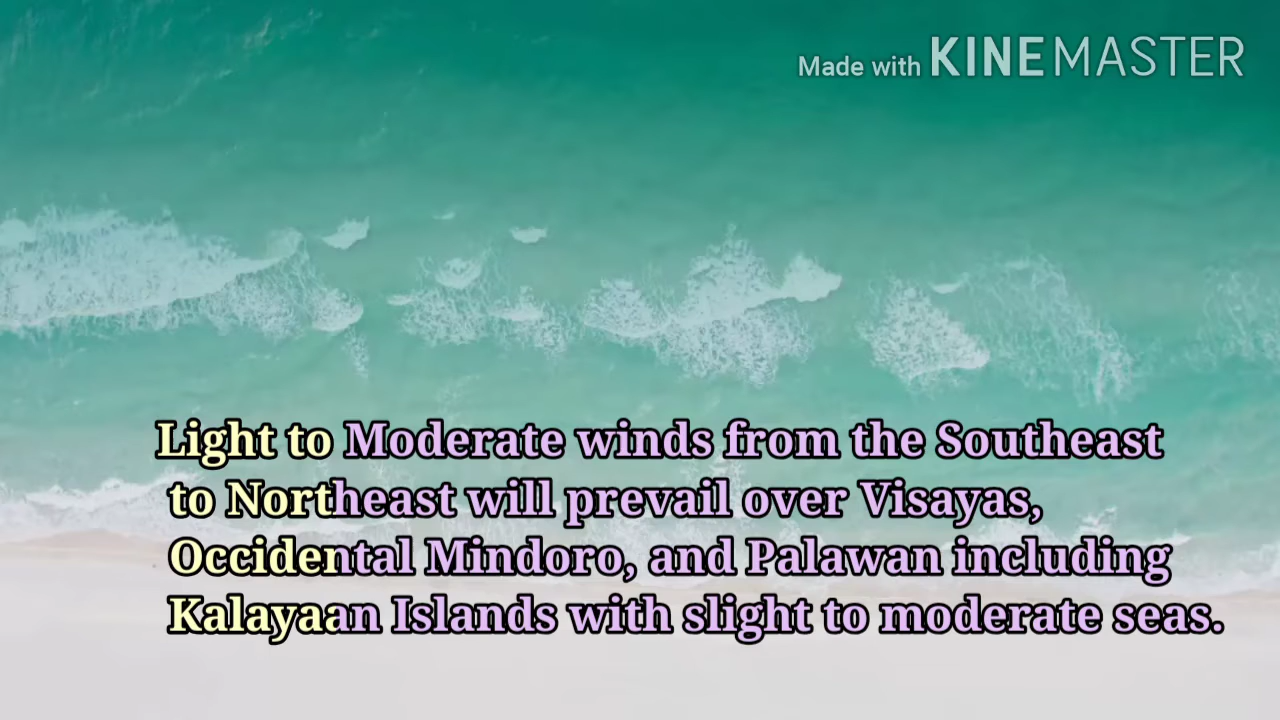 Made with KINEMASTER
Light to Moderate winds from the Southeast
to Northeast will prevail over Visayas,
Occidental Mindoro, and Palawan including
Kalayaan Islands with slight to moderate seas.